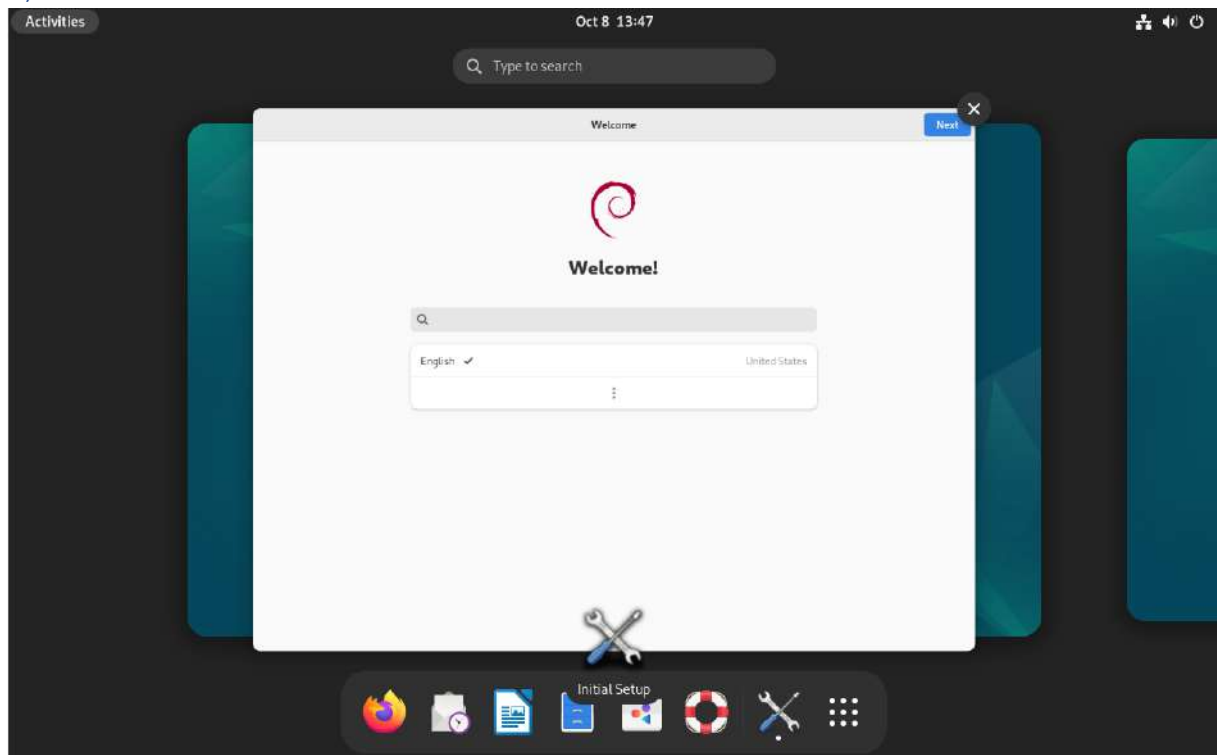 Activities
Oct 8 13:47
Type to search
Welcome
Next
Welcome!
English
United States
Initial Setup